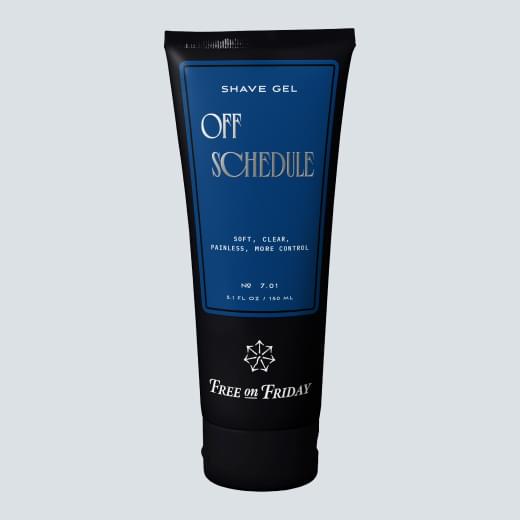 SHAVE GEL
OFF
SCHEDULE
SOFT, CLEAR,
PAINLESS, MORE CONTROL
Nº 7.01
5.1 FL OZ / 150 ML
FREE on FRIDAY